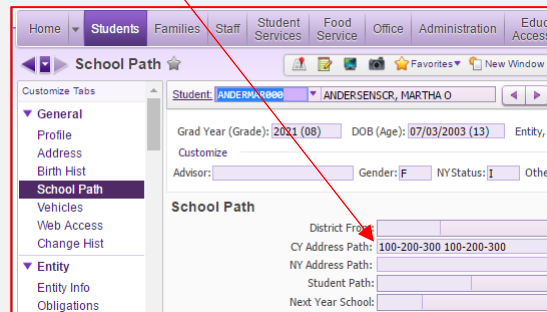 Home Students Families Staff Student Services Food Service Office Administration Educ Access
School Path Favorites New Window
Customize Tabs
Student: ANDERMAR000 ANDERSENSCR, MARTHA O
General
Profile
Address
Birth Hist
School Path
Vehicles
Web Access
Change Hist
Entity
Entity Info
Obligations
Grad Year (Grade): 2021 (08) DOB (Age): 07/03/2003 (13) Entity,
Customize
Advisor: Gender: F NYStatus: I Othe
School Path
District From:
CY Address Path: 100-200-300 100-200-300
NY Address Path:
Student Path:
Next Year School: